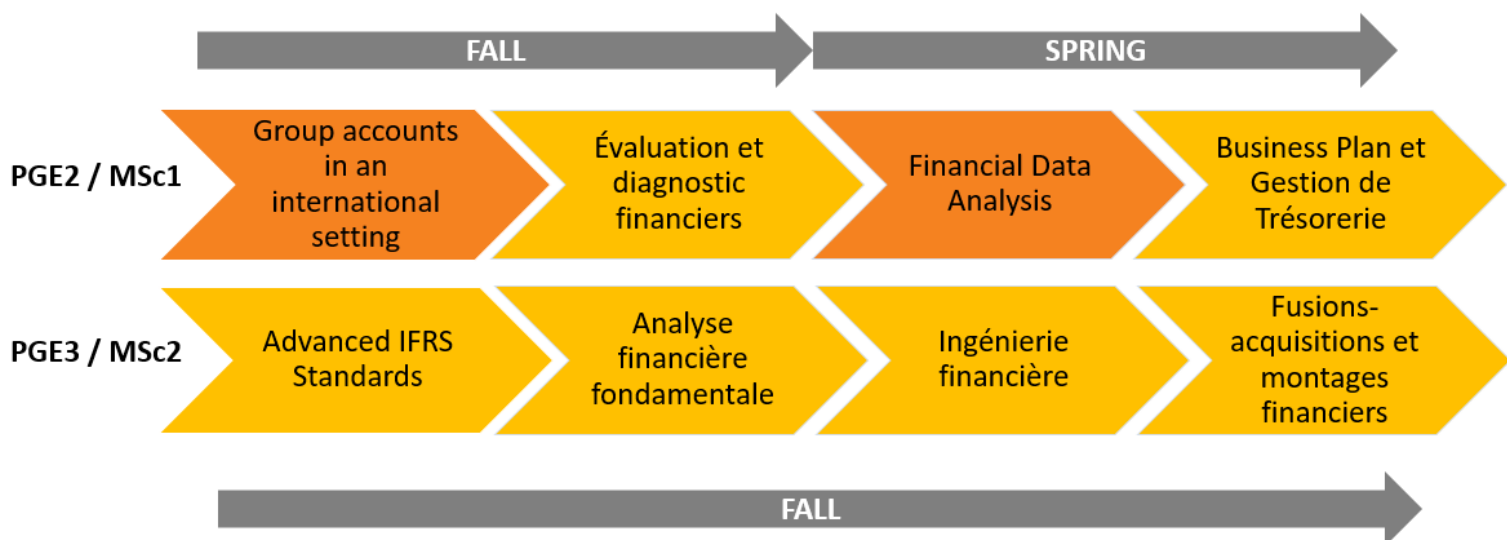 FALL
SPRING
PGE2 / MSc1
Group accounts
in an
international
setting
Évaluation et
diagnostic
financiers
Financial Data
Analysis
Business Plan et
Gestion de
Trésorerie
PGE3 / MSc2
Advanced IFRS
Standards
Analyse
financière
fondamentale
Ingénierie
financière
Fusions-
acquisitions et
montages
financiers
FALL